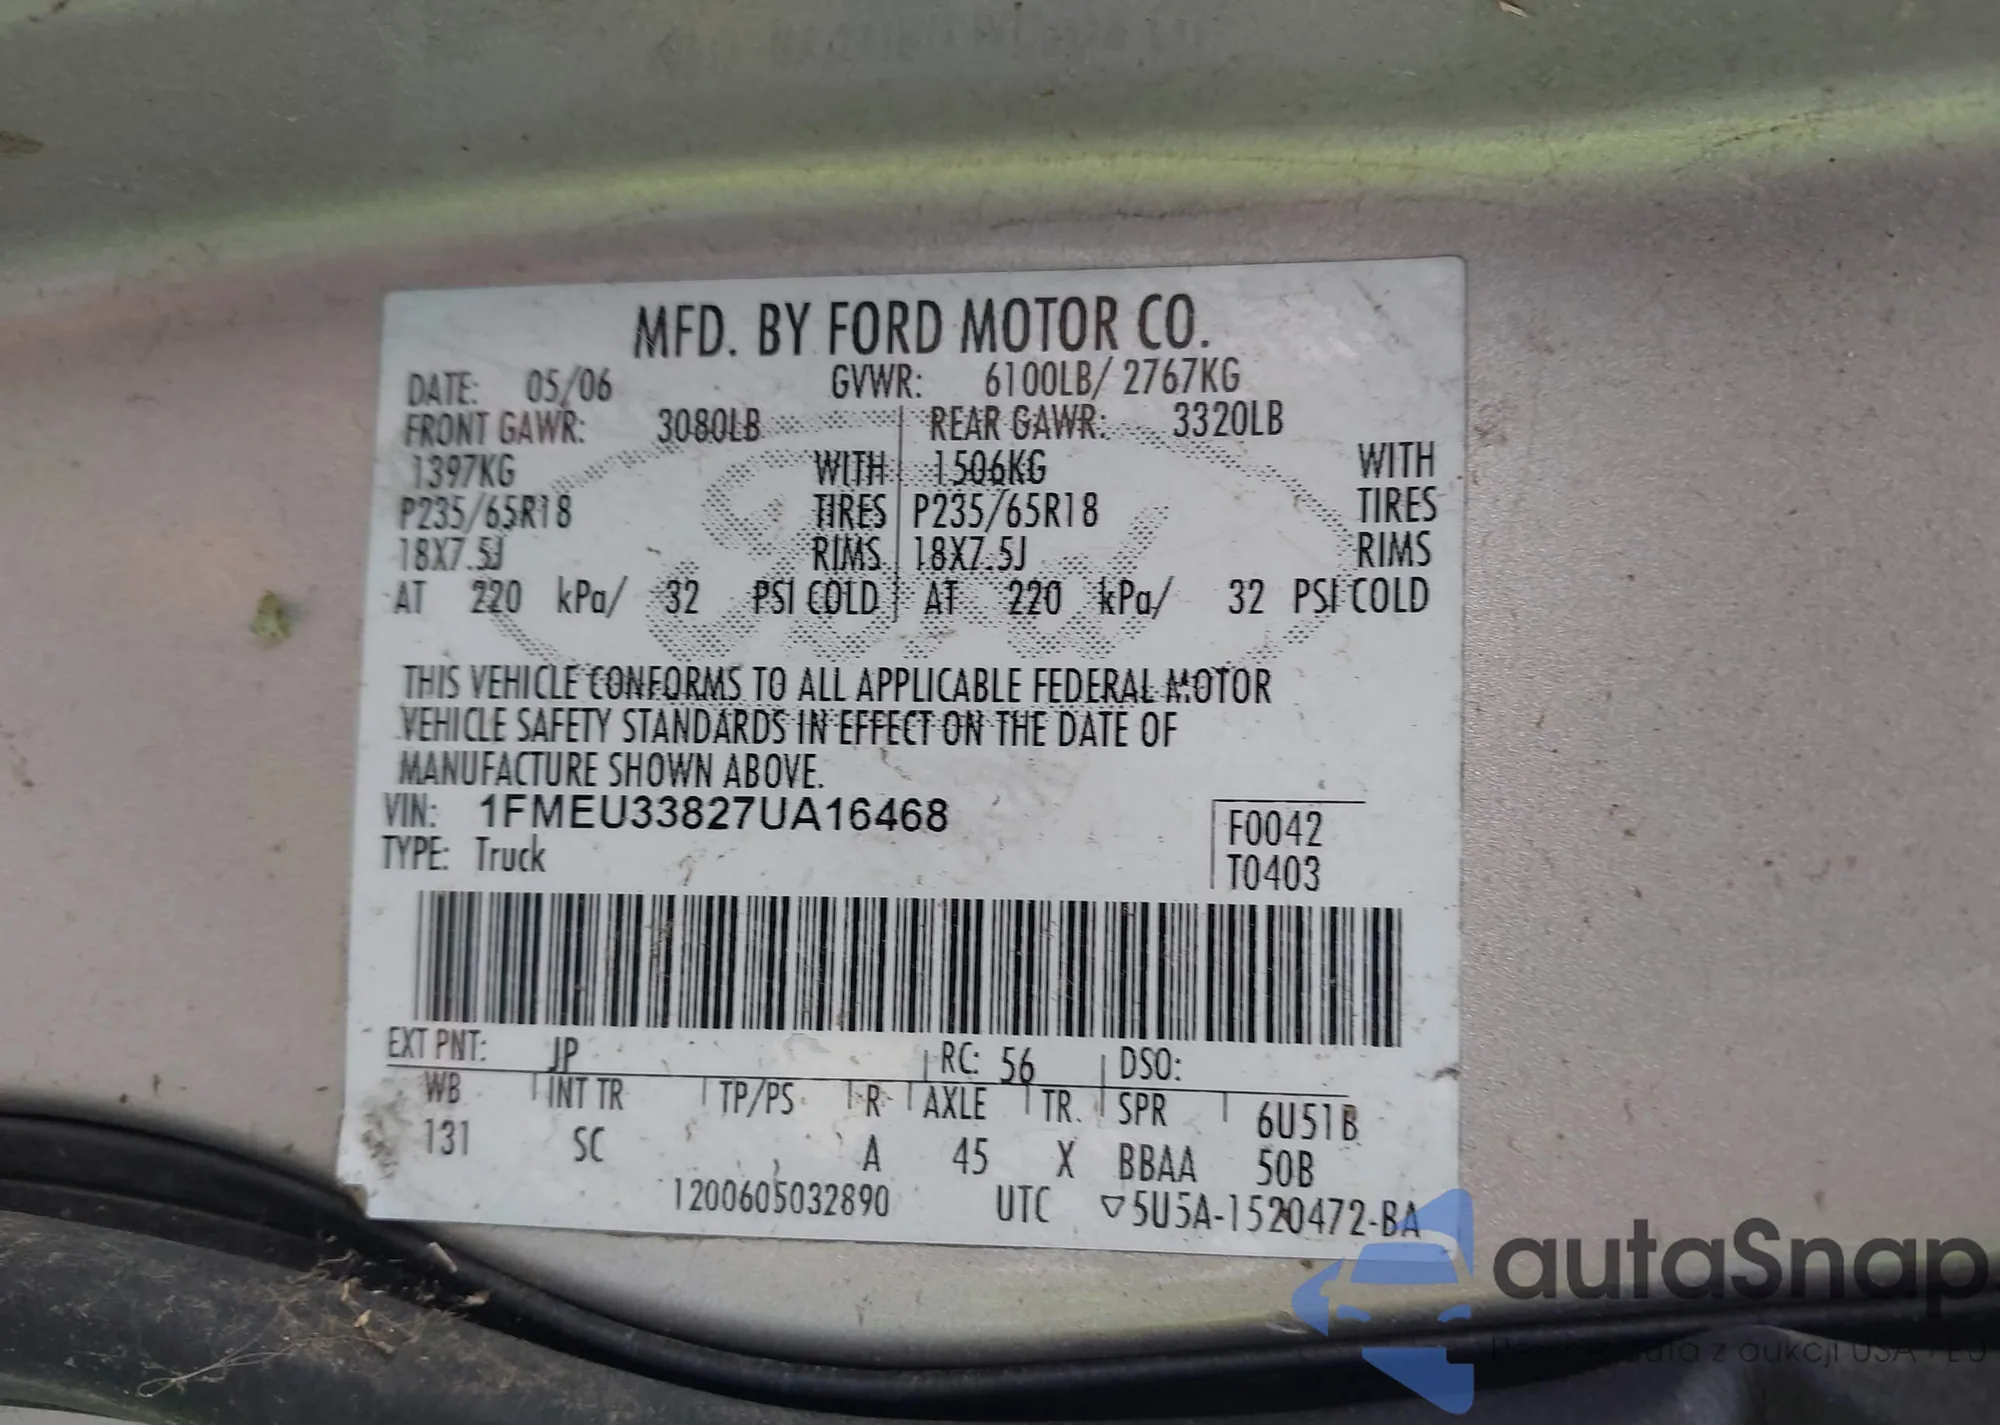 MFD. BY FORD MOTOR CO.
DATE: 05/06 GVWR: 6100LB/ 2767KG
FRONT GAWR: 3080LB REAR GAWR: 3320LB
1397KG WITH 1506KG WITH
P235/65R18 TIRES P235/65R18 TIRES
18X7.5J RIMS 18X7.5J RIMS
AT 220 kPa/ 32 PSI COLD AT 220 kPa/ 32 PSI COLD
THIS VEHICLE CONFORMS TO ALL APPLICABLE FEDERAL MOTOR
VEHICLE SAFETY STANDARDS IN EFFECT ON THE DATE OF
MANUFACTURE SHOWN ABOVE.
VIN: 1FMEU33827UA16468 F0042
TYPE: Truck T0403
EXT PNT: JP RC: 56 DSO:
WB INT TR TP/PS R AXLE TR. SPR 6U51B
131 SC A 45 X BBAA 50B
1200605032890 UTC ▽5U5A-1520472-BA
autaSnap
auta z aukcji USA EU